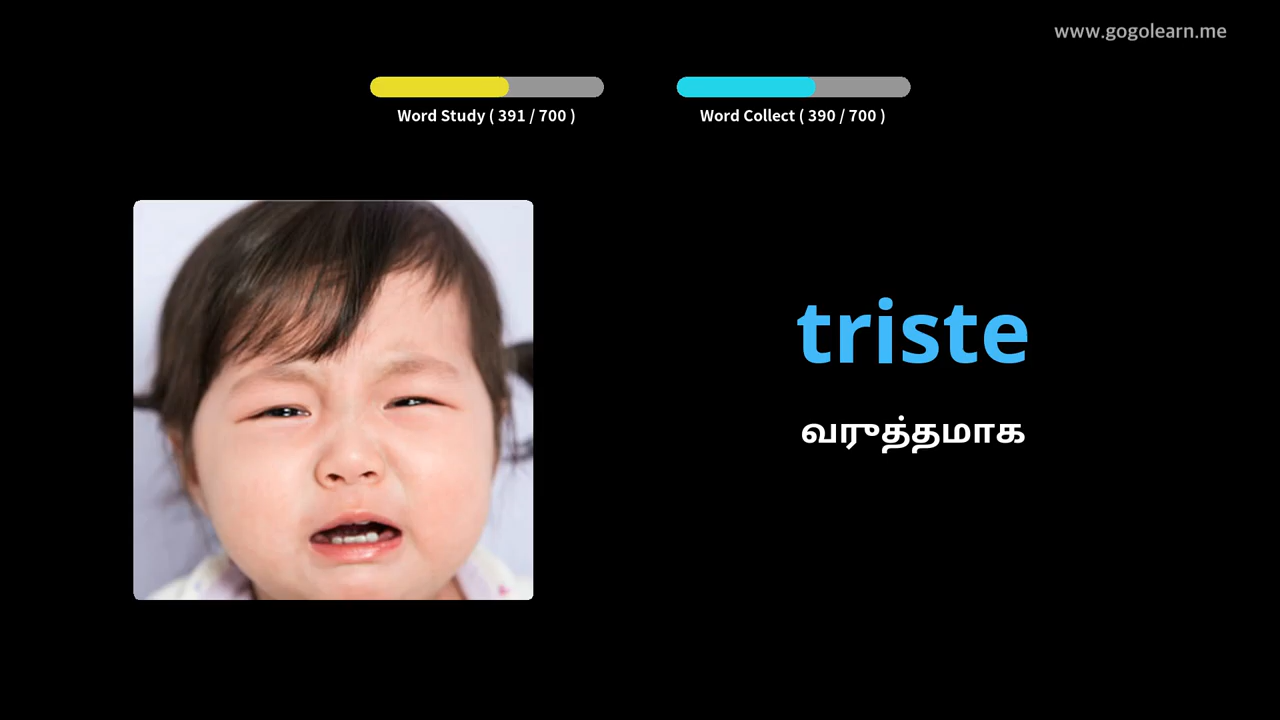 www.gogolearn.me
Word Study ( 391 / 700 )
Word Collect ( 390 / 700 )
triste
வருத்தமாக